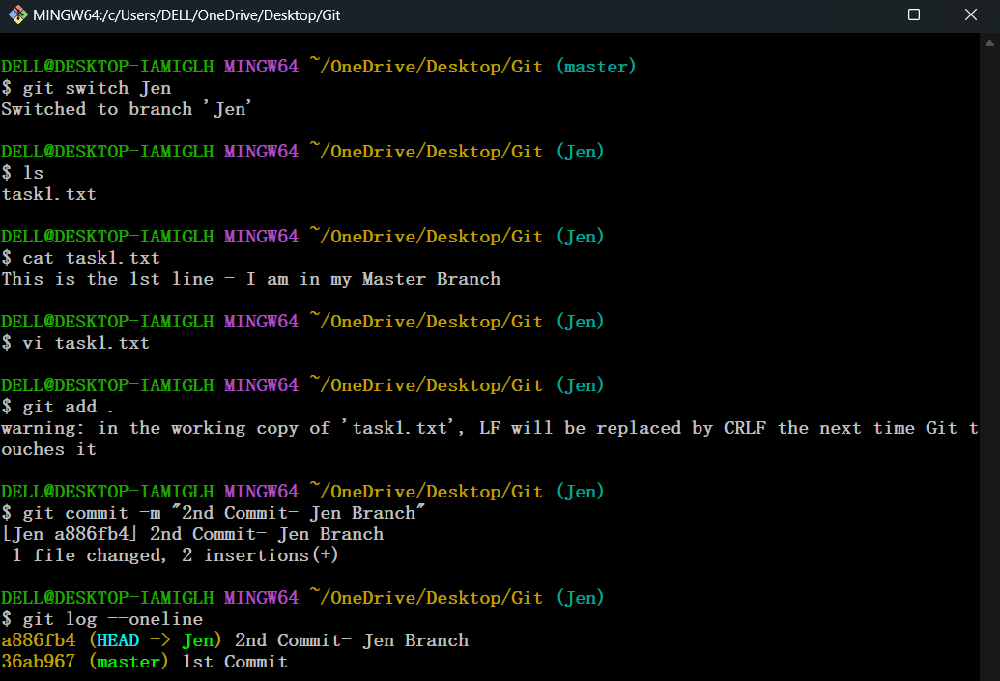 MINGW64:/c/Users/DELL/OneDrive/Desktop/Git
DELL@DESKTOP-IAMIGLH MINGW64 ~/OneDrive/Desktop/Git (master)
$ git switch Jen
Switched to branch 'Jen'
DELL@DESKTOP-IAMIGLH MINGW64 ~/OneDrive/Desktop/Git (Jen)
$ ls
task1.txt
DELL@DESKTOP-IAMIGLH MINGW64 ~/OneDrive/Desktop/Git (Jen)
$ cat task1.txt
This is the 1st line - I am in my Master Branch
DELL@DESKTOP-IAMIGLH MINGW64 ~/OneDrive/Desktop/Git (Jen)
$ vi task1.txt
DELL@DESKTOP-IAMIGLH MINGW64 ~/OneDrive/Desktop/Git (Jen)
$ git add .
warning: in the working copy of 'task1.txt', LF will be replaced by CRLF the next time Git t
ouches it
DELL@DESKTOP-IAMIGLH MINGW64 ~/OneDrive/Desktop/Git (Jen)
$ git commit -m "2nd Commit- Jen Branch"
[Jen a886fb4] 2nd Commit- Jen Branch
 1 file changed, 2 insertions(+)
DELL@DESKTOP-IAMIGLH MINGW64 ~/OneDrive/Desktop/Git (Jen)
$ git log --oneline
a886fb4 (HEAD -> Jen) 2nd Commit- Jen Branch
36ab967 (master) 1st Commit